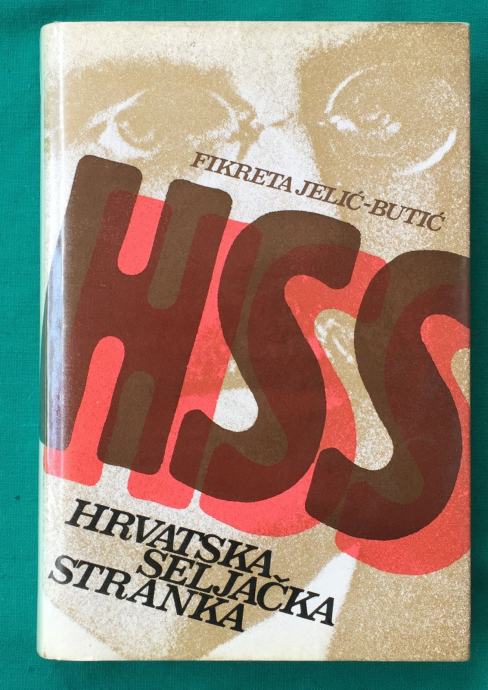 FIKRETA JELIĆ-BUTIĆ
HSS
HRVATSKA
SELJAČKA
STRANKA